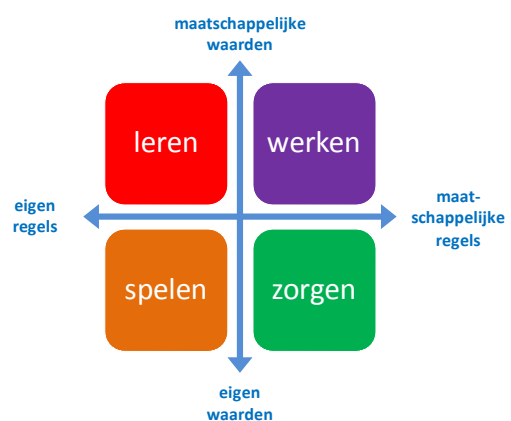 maatschappelijke
waarden
leren
werken
eigen
regels
maat-
schappelijke
regels
spelen
zorgen
eigen
waarden